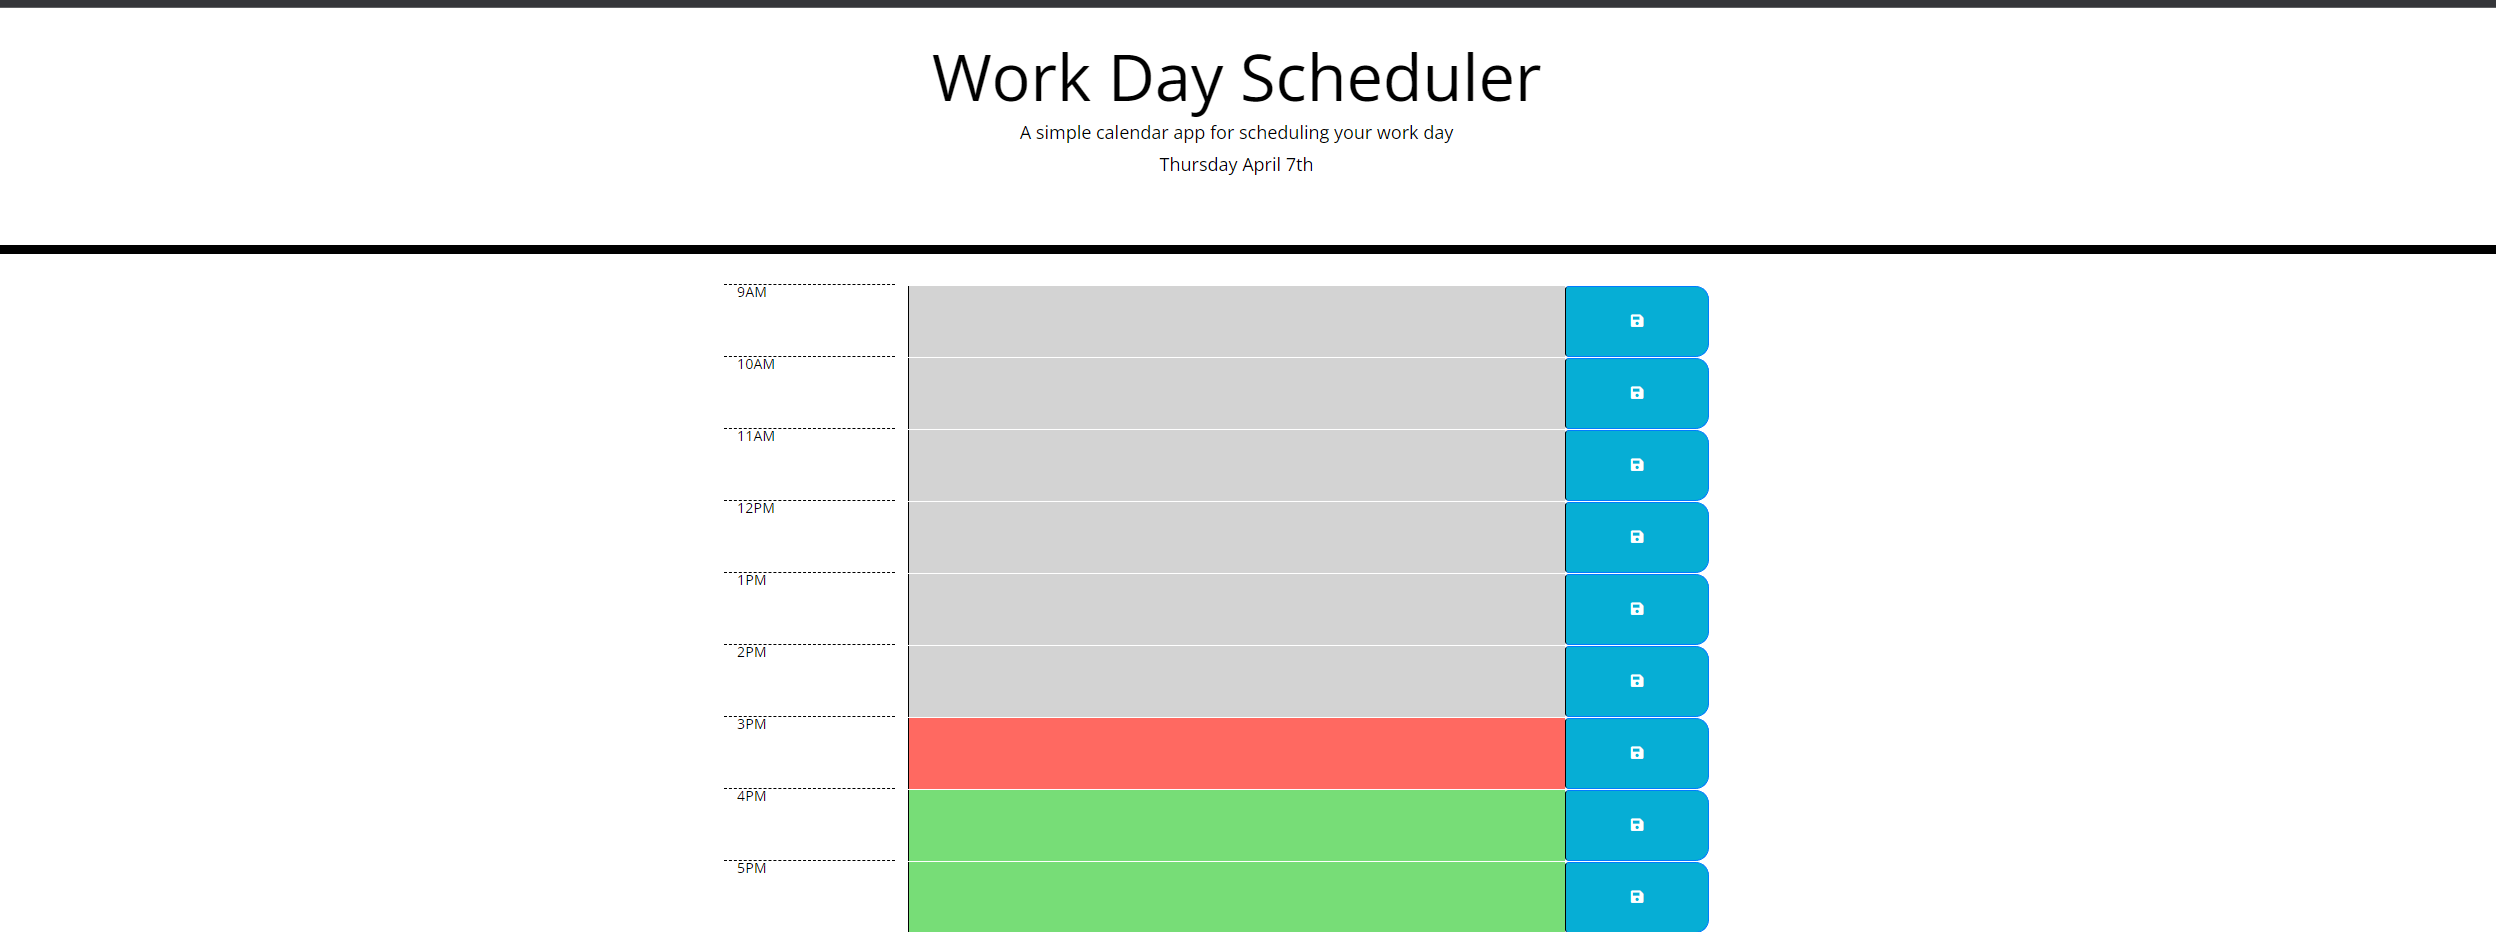 Work Day Scheduler
A simple calendar app for scheduling your work day
Thursday April 7th
9AM
10AM
11AM
12PM
1PM
2PM
3PM
4PM
5PM